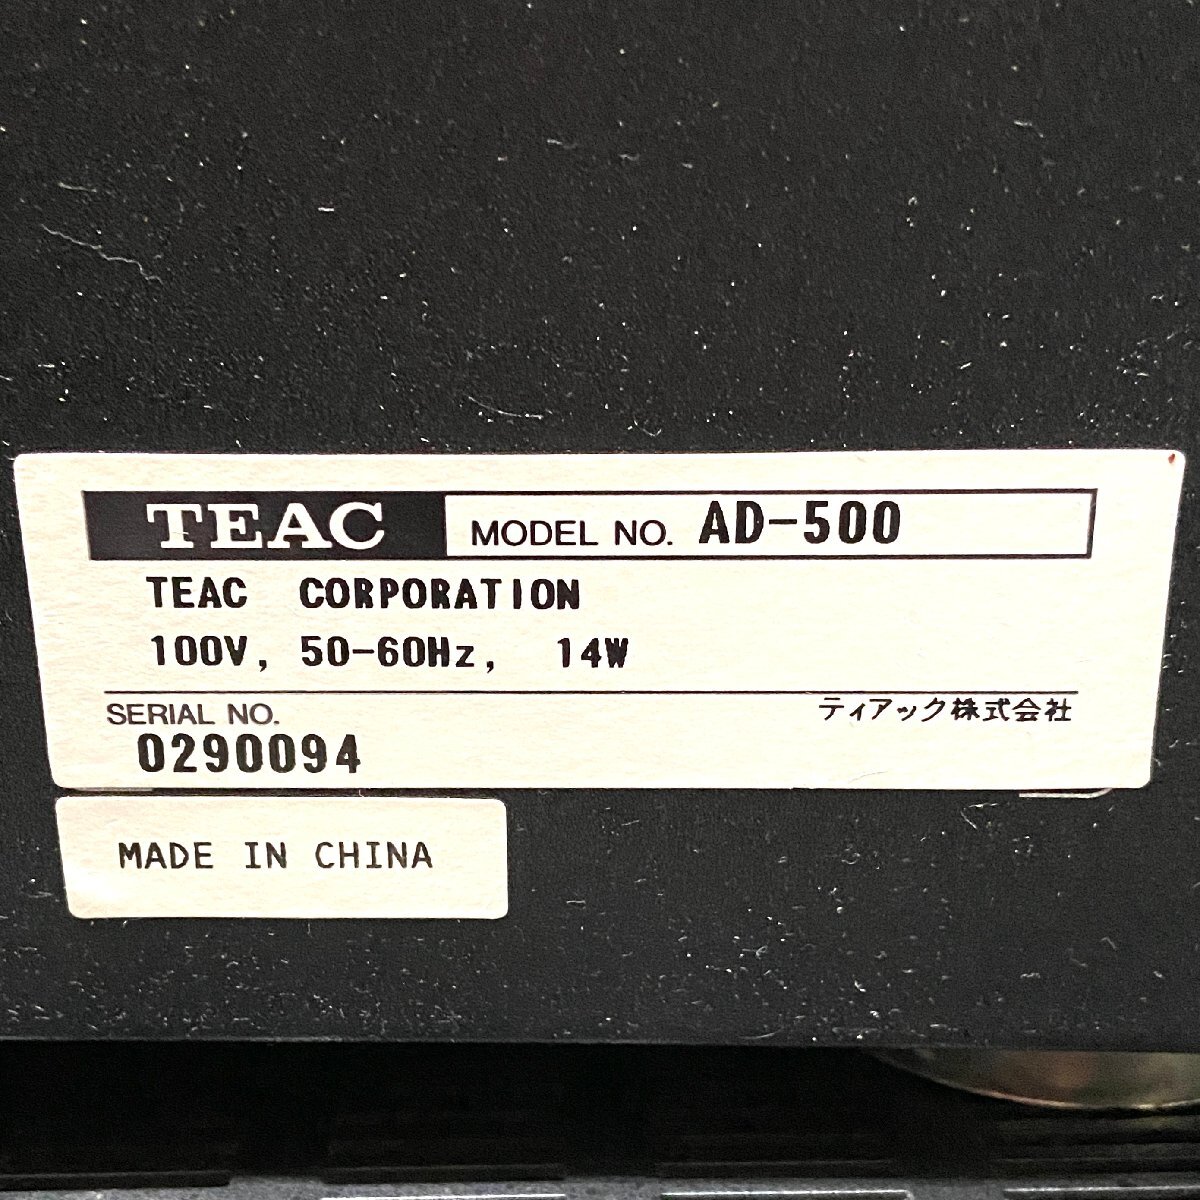 TEAC MODEL NO. AD-500
TEAC CORPORATION
100V, 50-60Hz, 14W
SERIAL NO. ティアック株式会社
0290094
MADE IN CHINA